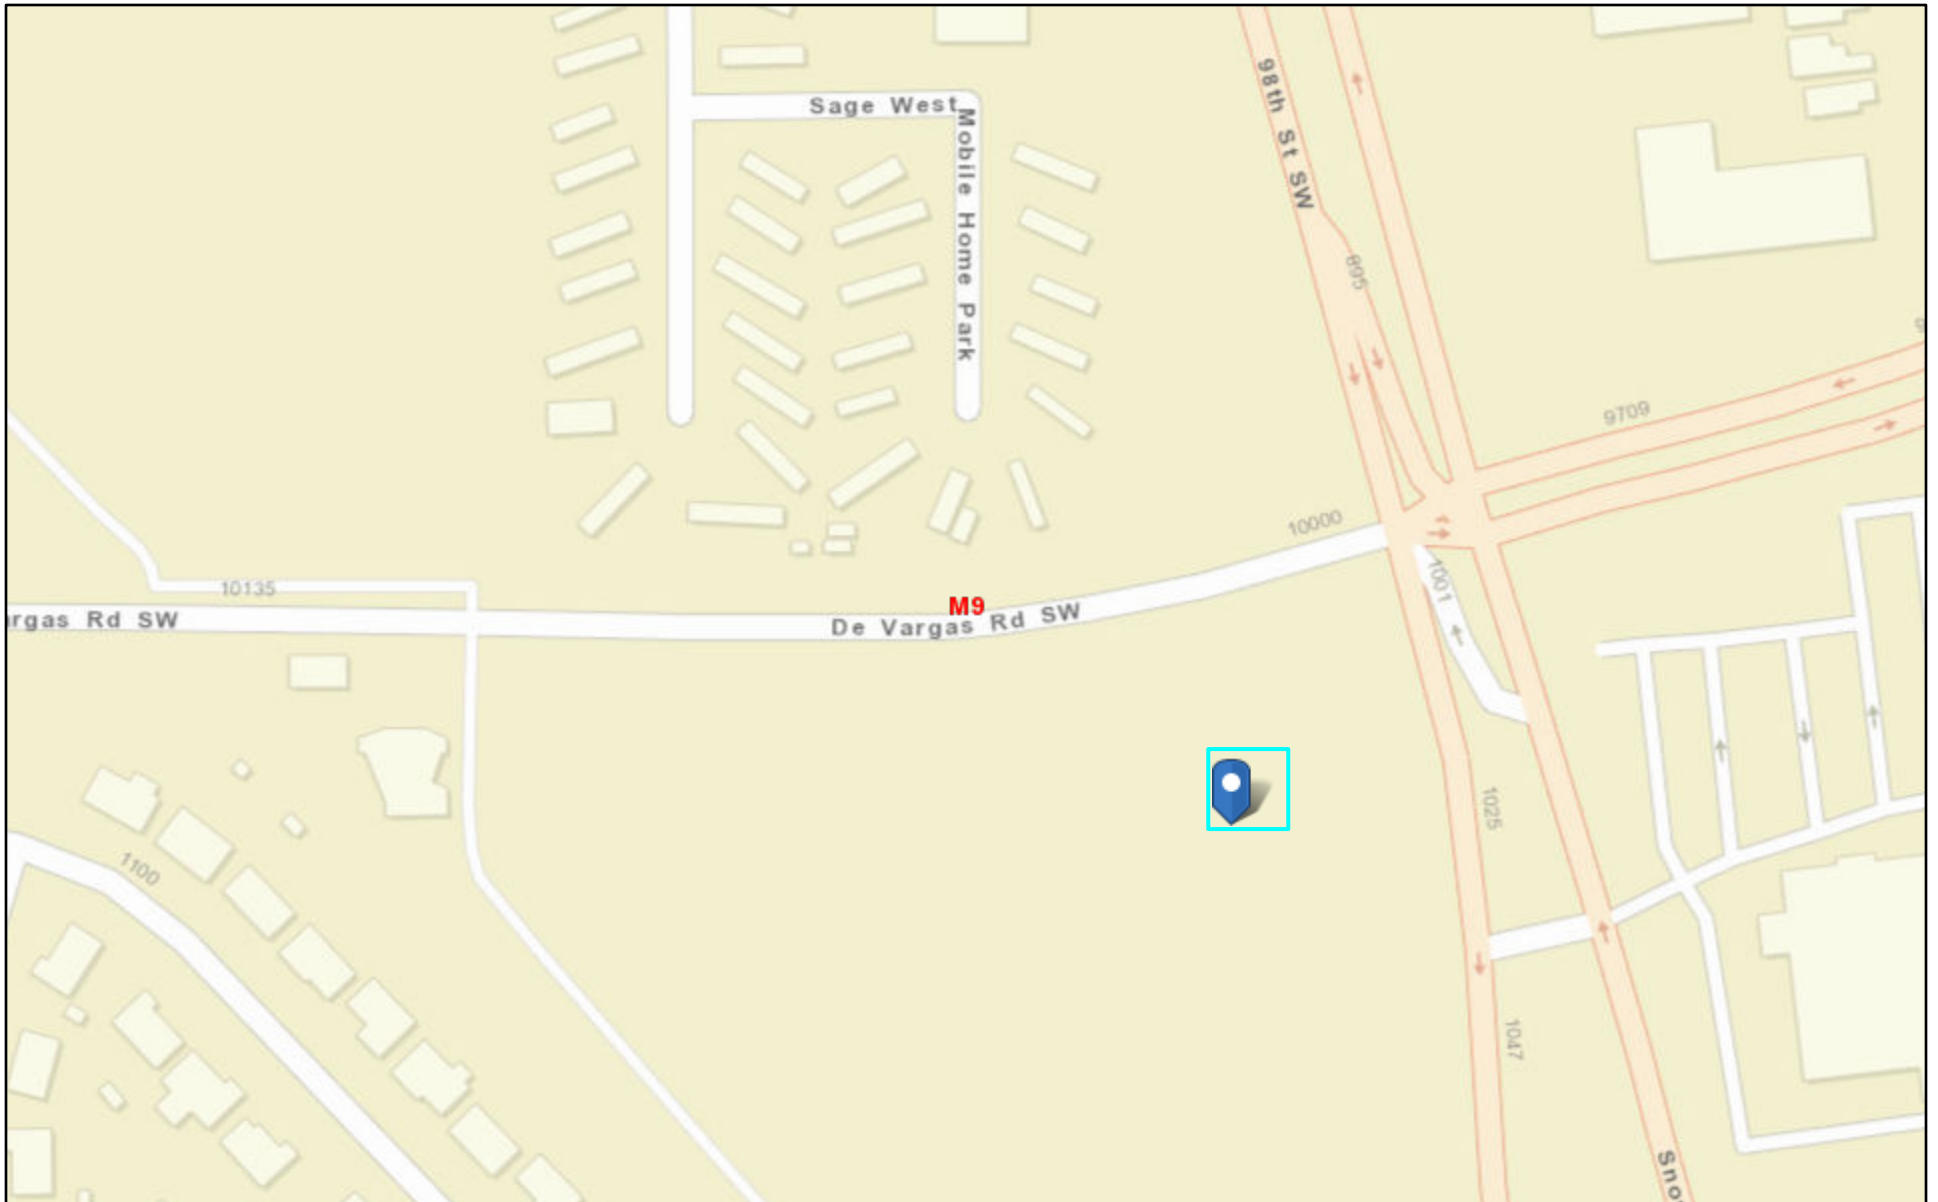 Sage West
Mobile Home Park
98th St SW
895
9709
10000
10135
M9
rgas Rd SW
De Vargas Rd SW
1001
1025
1100
1047
Sno